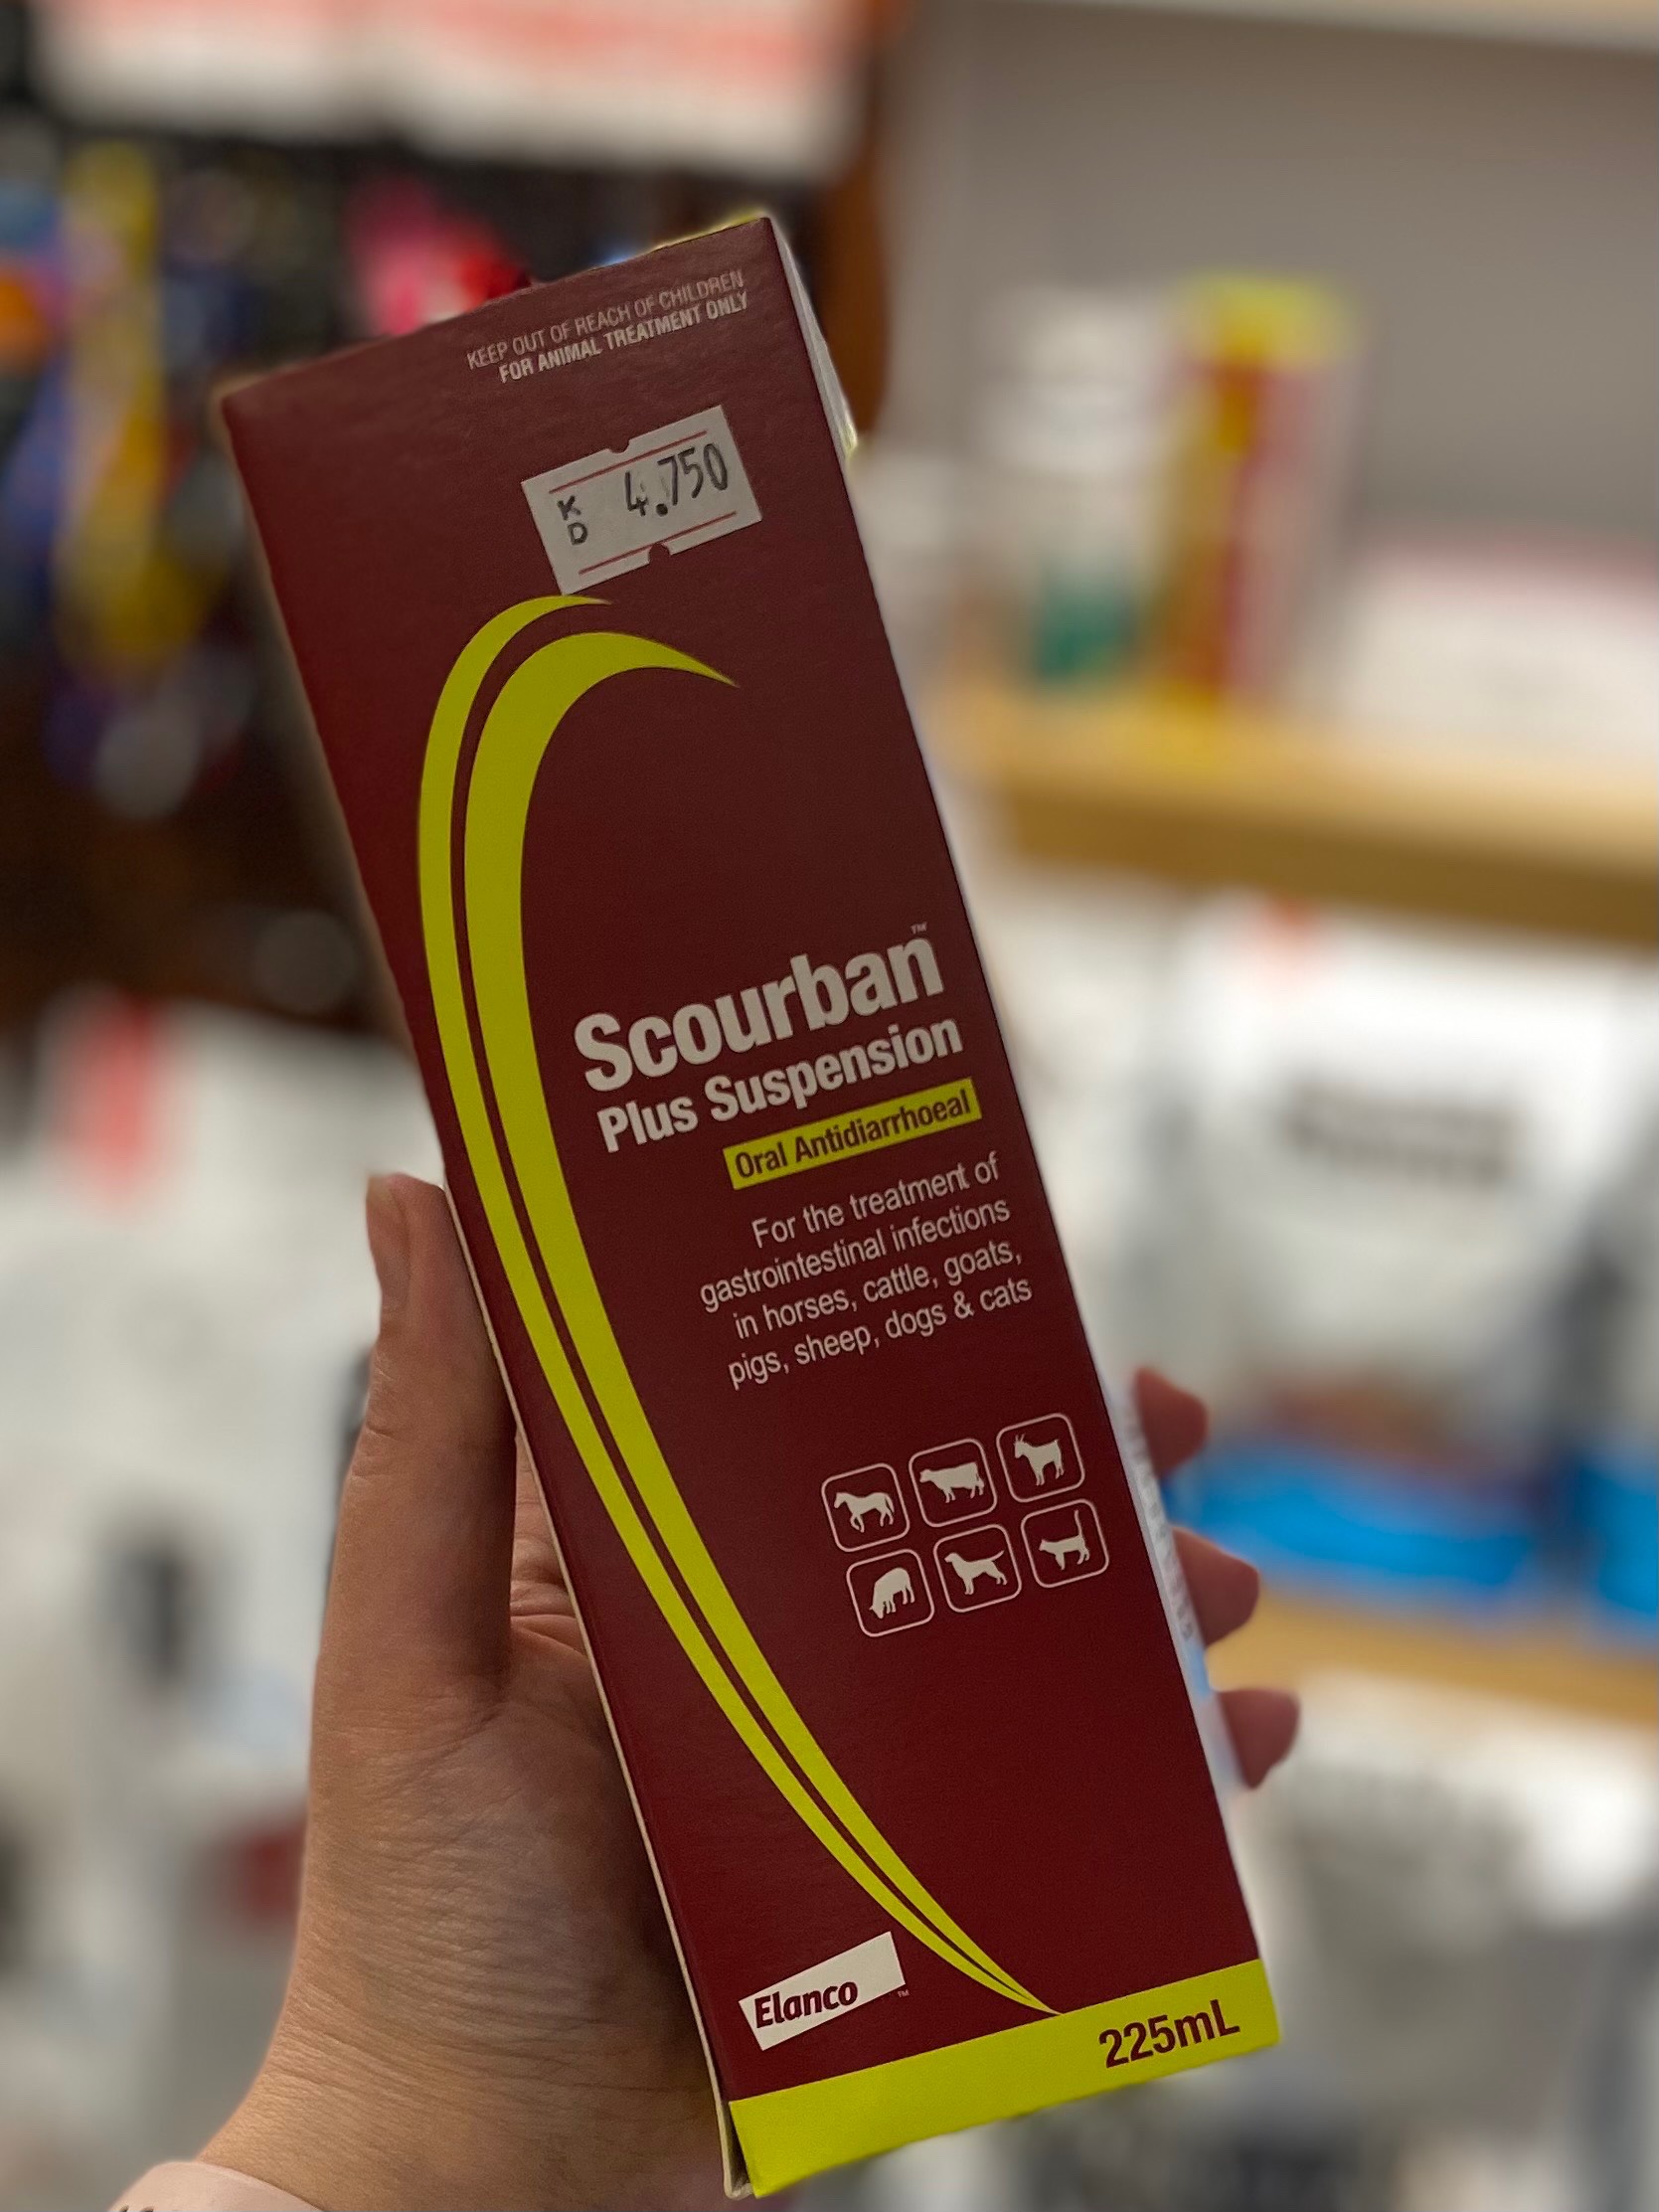 KEEP OUT OF REACH OF CHILDREN
FOR ANIMAL TREATMENT ONLY
KD 4.750
Scourban™
Plus Suspension
Oral Antidiarrhoeal
For the treatment of
gastrointestinal infections
in horses, cattle, goats,
pigs, sheep, dogs & cats
Elanco™
225mL